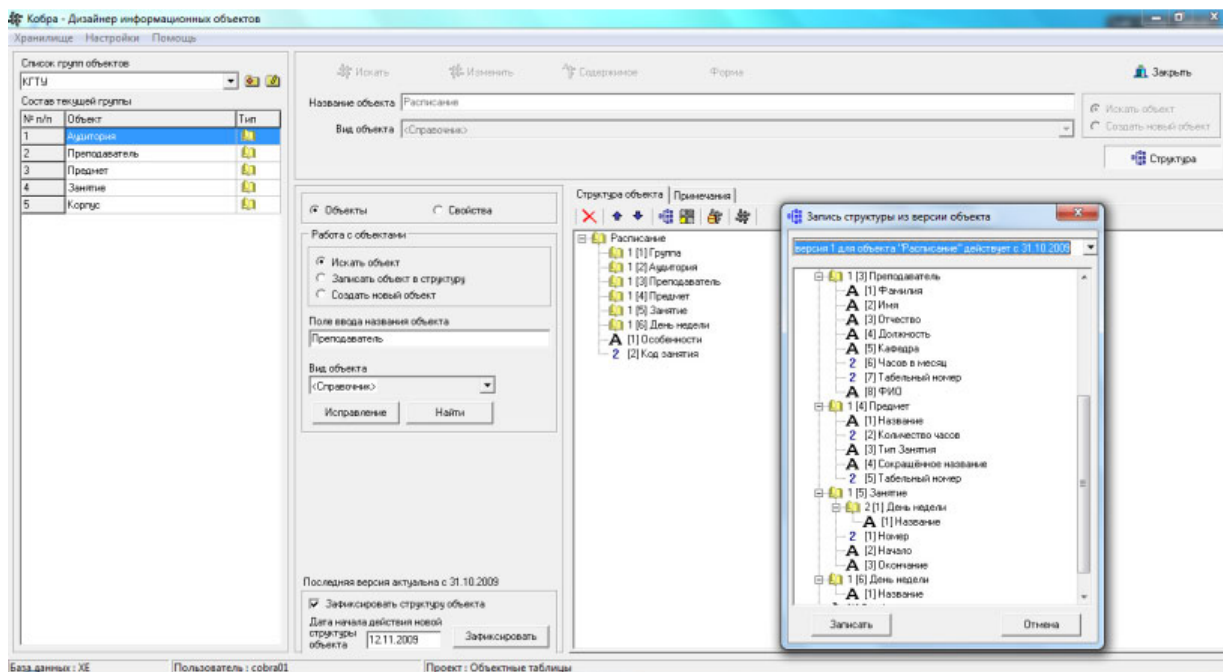 Кобра - Дизайнер информационных объектов
Хранилище Настройки Помощь
Список групп объектов
КГТУ
Состав текущей группы
№ п/п Объект Тип
1 Аудитория
2 Преподаватель
3 Предмет
4 Занятие
5 Корпус
Искать Изменить Содержимое Форма Закрыть
Название объекта Расписание
Вид объекта <Справочник>
Искать объект
Создать новый объект
Структура
Объекты Свойства
Работа с объектами
Искать объект
Записать объект в структуру
Создать новый объект
Поле ввода названия объекта
Преподаватель
Вид объекта
<Справочник>
Исправление Найти
Последняя версия актуальна с 31.10.2009
Зафиксировать структуру объекта
Дата начала действия новой
структуры
объекта 12.11.2009 Зафиксировать
Структура объекта Примечания
Расписание
1 [1] Группа
1 [2] Аудитория
1 [3] Преподаватель
1 [4] Предмет
1 [5] Занятие
1 [6] День недели
A [1] Особенности
2 [2] Код занятия
Запись структуры из версии объекта
версия 1 для объекта "Расписание" действует с 31.10.2009
1 [3] Преподаватель
A [1] Фамилия
A [2] Имя
A [3] Отчество
A [4] Должность
A [5] Кафедра
2 [6] Часов в месяц
2 [7] Табельный номер
A [8] ФИО
1 [4] Предмет
A [1] Название
2 [2] Количество часов
A [3] Тип Занятия
A [4] Сокращённое название
2 [5] Табельный номер
1 [5] Занятие
2 [1] День недели
A [1] Название
2 [1] Номер
A [2] Начало
A [3] Окончание
1 [6] День недели
A [1] Название
Записать Отмена
База данных : XE Пользователь : cobra01 Проект : Объектные таблицы